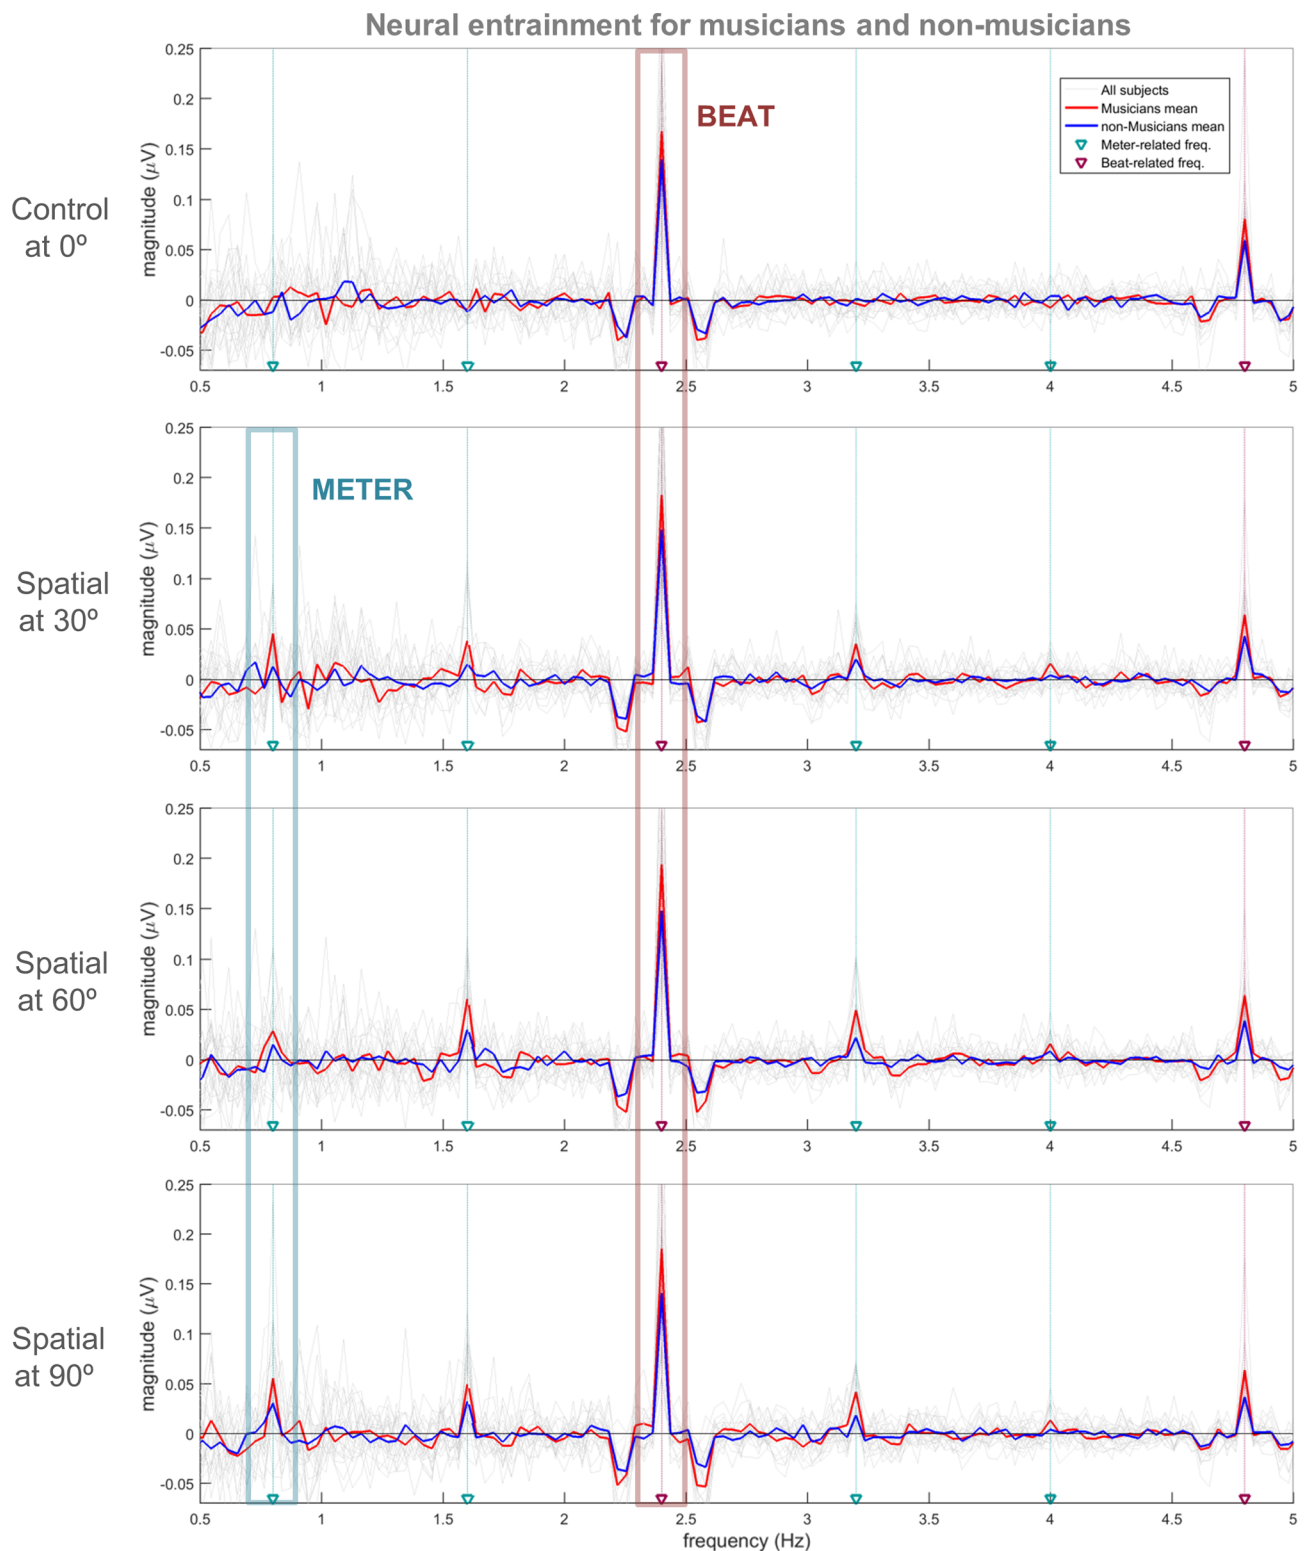 Neural entrainment for musicians and non-musicians
0.25
0.2
0.15
0.1
0.05
0
-0.05
magnitude (μV)
Control
at 0º
BEAT
All subjects
Musicians mean
non-Musicians mean
Meter-related freq.
Beat-related freq.
0.5 1 1.5 2 2.5 3 3.5 4 4.5 5
0.25
0.2
0.15
0.1
0.05
0
-0.05
magnitude (μV)
Spatial
at 30º
METER
0.5 1 1.5 2 2.5 3 3.5 4 4.5 5
0.25
0.2
0.15
0.1
0.05
0
-0.05
magnitude (μV)
Spatial
at 60º
0.5 1 1.5 2 2.5 3 3.5 4 4.5 5
0.25
0.2
0.15
0.1
0.05
0
-0.05
magnitude (μV)
Spatial
at 90º
0.5 1 1.5 2 2.5 3 3.5 4 4.5 5
frequency (Hz)